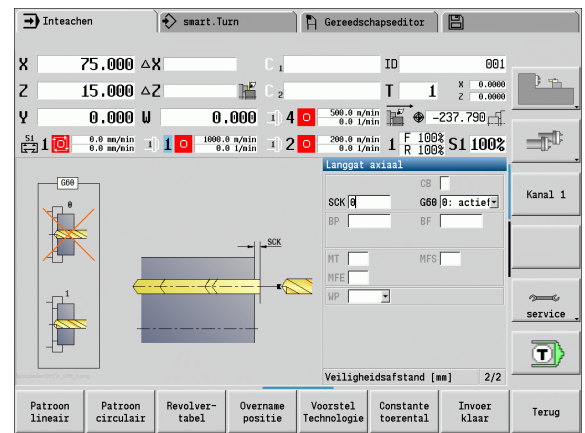 Inteachen
smart.Turn
Gereedschapseditor
X 75.000 △X C 1 ID 001
Z 15.000 △Z C 2 T 1 X 0.0000
Z 0.0000
Y 0.000 U 0.000 4 500.0 m/min
0.0 1/min -237.790
S1 1 0.0 mm/min
0.0 mm/min 1 1000.0 m/min
0.0 1/min 2 200.0 m/min
0.0 1/min 1 F 100%
R 100% S1 100%
Langgat axiaal
G60
0
1
SCK
CB
SCK 0 G60 0: actief
BP BF
MT MFS
MFE
WP
Veiligheidsafstand [mm] 2/2
Kanal 1
service
T
Patroon
lineair
Patroon
circulair
Revolver-
tabel
Overname
positie
Voorstel
Technologie
Constante
toerental
Invoer
klaar
Terug